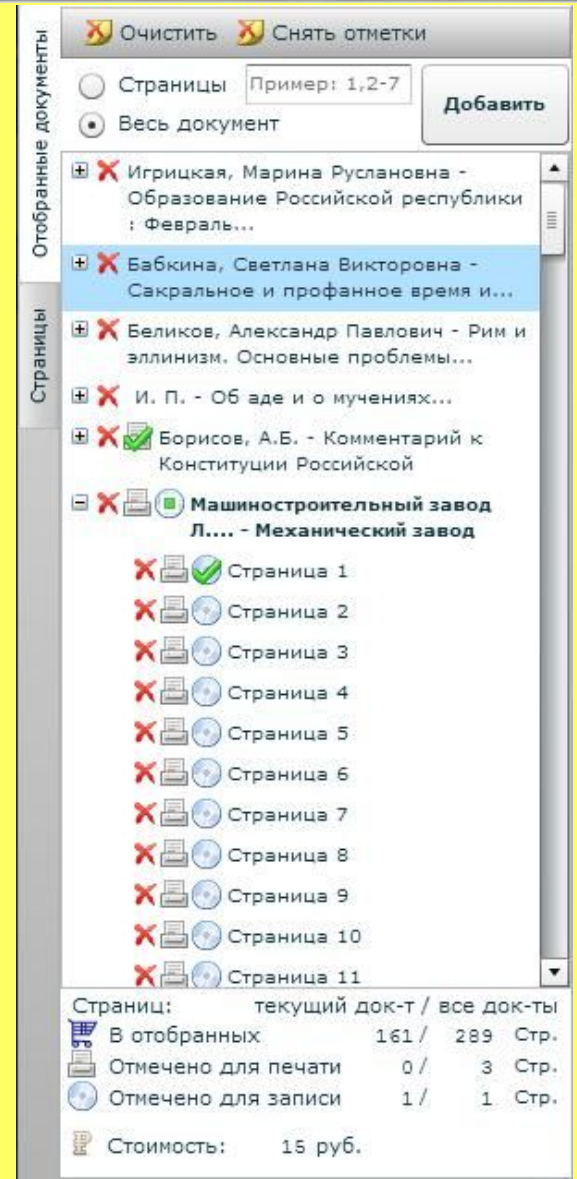 Очистить Снять отметки
Страницы Пример: 1,2-7
Весь документ
Добавить
Отобранные документы
Страницы
Игрицкая, Марина Руслановна -
Образование Российской республики
: Февраль...
Бабкина, Светлана Викторовна -
Сакральное и профанное время и...
Беликов, Александр Павлович - Рим и
эллинизм. Основные проблемы...
И. П. - Об аде и о мучениях...
Борисов, А.Б. - Комментарий к
Конституции Российской
Машиностроительный завод
Л.... - Механический завод
Страница 1
Страница 2
Страница 3
Страница 4
Страница 5
Страница 6
Страница 7
Страница 8
Страница 9
Страница 10
Страница 11
Страниц: текущий док-т / все док-ты
В отобранных 161/ 289 Стр.
Отмечено для печати 0/ 3 Стр.
Отмечено для записи 1/ 1 Стр.
Стоимость: 15 руб.